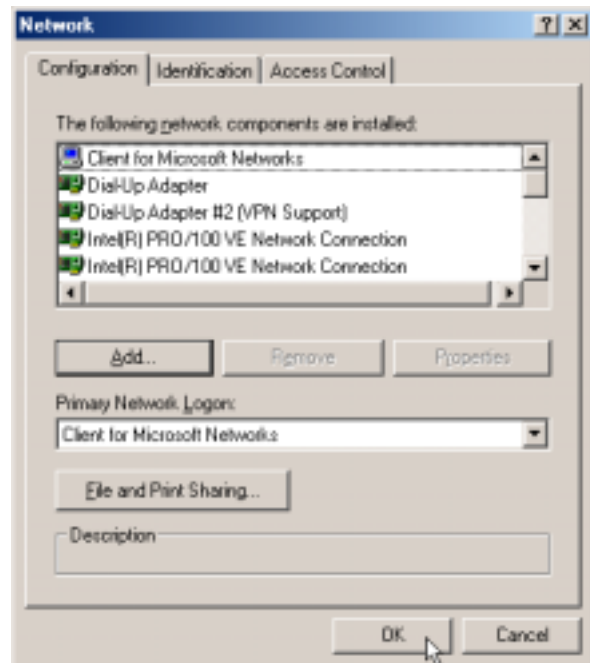 Network
Configuration Identification Access Control
The following network components are installed:
Client for Microsoft Networks
Dial-Up Adapter
Dial-Up Adapter #2 (VPN Support)
Intel(R) PRO/100 VE Network Connection
Intel(R) PRO/100 VE Network Connection
Add... Remove Properties
Primary Network Logon:
Client for Microsoft Networks
File and Print Sharing...
Description
OK Cancel